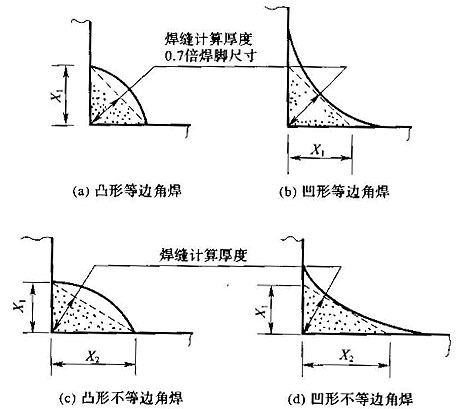 焊缝计算厚度
0.7倍焊脚尺寸
X₁
X₁
(a) 凸形等边角焊
(b) 凹形等边角焊
焊缝计算厚度
X₁
X₁
X₂
X₂
(c) 凸形不等边角焊
(d) 凹形不等边角焊